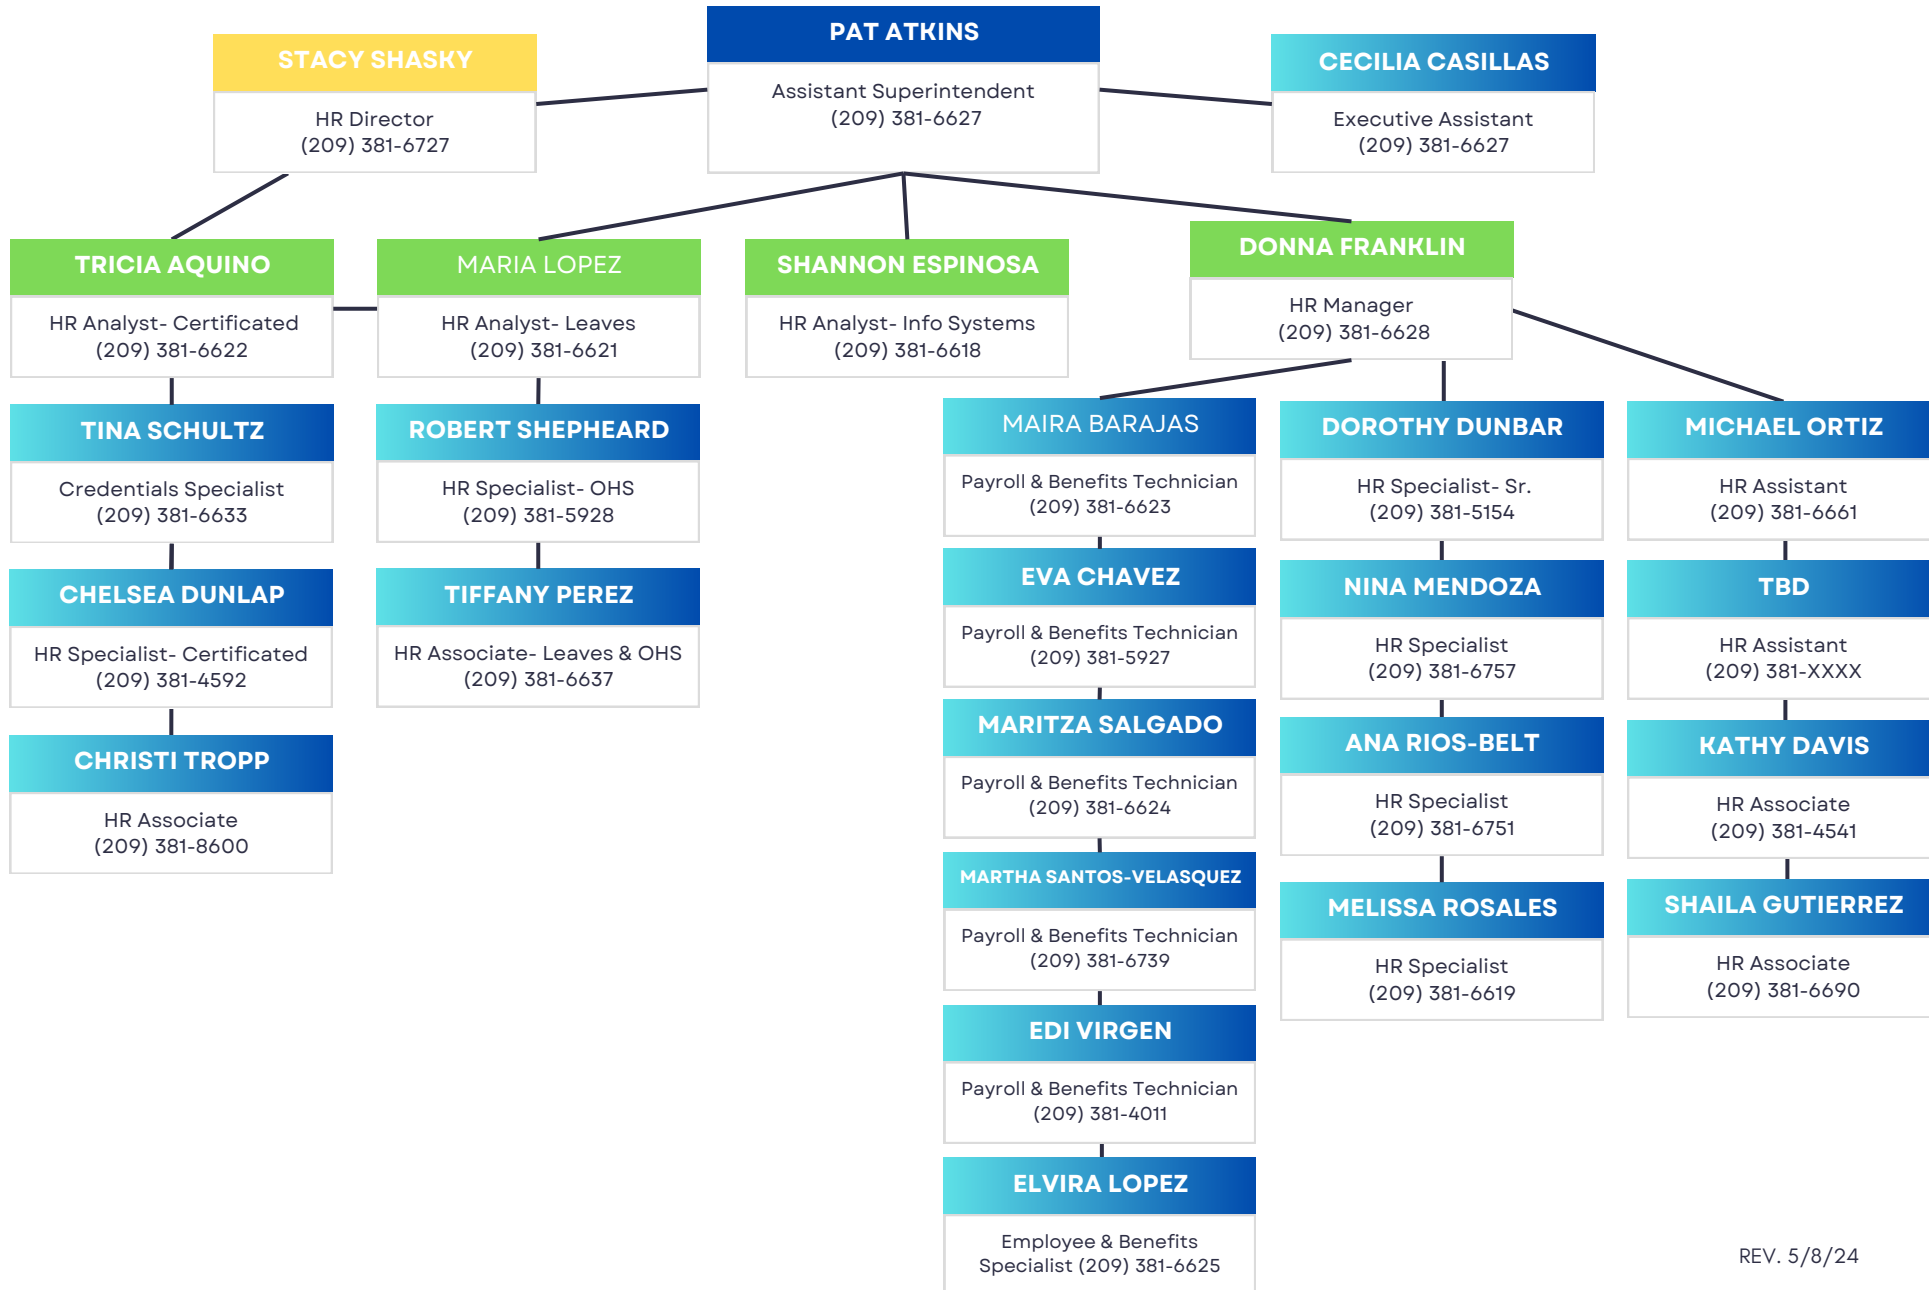 PAT ATKINS
Assistant Superintendent
(209) 381-6627
STACY SHASKY
HR Director
(209) 381-6727
CECILIA CASILLAS
Executive Assistant
(209) 381-6627
TRICIA AQUINO
HR Analyst- Certificated
(209) 381-6622
MARIA LOPEZ
HR Analyst- Leaves
(209) 381-6621
SHANNON ESPINOSA
HR Analyst- Info Systems
(209) 381-6618
DONNA FRANKLIN
HR Manager
(209) 381-6628
TINA SCHULTZ
Credentials Specialist
(209) 381-6633
CHELSEA DUNLAP
HR Specialist- Certificated
(209) 381-4592
CHRISTI TROPP
HR Associate
(209) 381-8600
ROBERT SHEPHEARD
HR Specialist- OHS
(209) 381-5928
TIFFANY PEREZ
HR Associate- Leaves & OHS
(209) 381-6637
MAIRA BARAJAS
Payroll & Benefits Technician
(209) 381-6623
EVA CHAVEZ
Payroll & Benefits Technician
(209) 381-5927
MARITZA SALGADO
Payroll & Benefits Technician
(209) 381-6624
MARTHA SANTOS-VELASQUEZ
Payroll & Benefits Technician
(209) 381-6739
EDI VIRGEN
Payroll & Benefits Technician
(209) 381-4011
ELVIRA LOPEZ
Employee & Benefits
Specialist (209) 381-6625
DOROTHY DUNBAR
HR Specialist- Sr.
(209) 381-5154
NINA MENDOZA
HR Specialist
(209) 381-6757
ANA RIOS-BELT
HR Specialist
(209) 381-6751
MELISSA ROSALES
HR Specialist
(209) 381-6619
MICHAEL ORTIZ
HR Assistant
(209) 381-6661
TBD
HR Assistant
(209) 381-XXXX
KATHY DAVIS
HR Associate
(209) 381-4541
SHAILA GUTIERREZ
HR Associate
(209) 381-6690
REV. 5/8/24